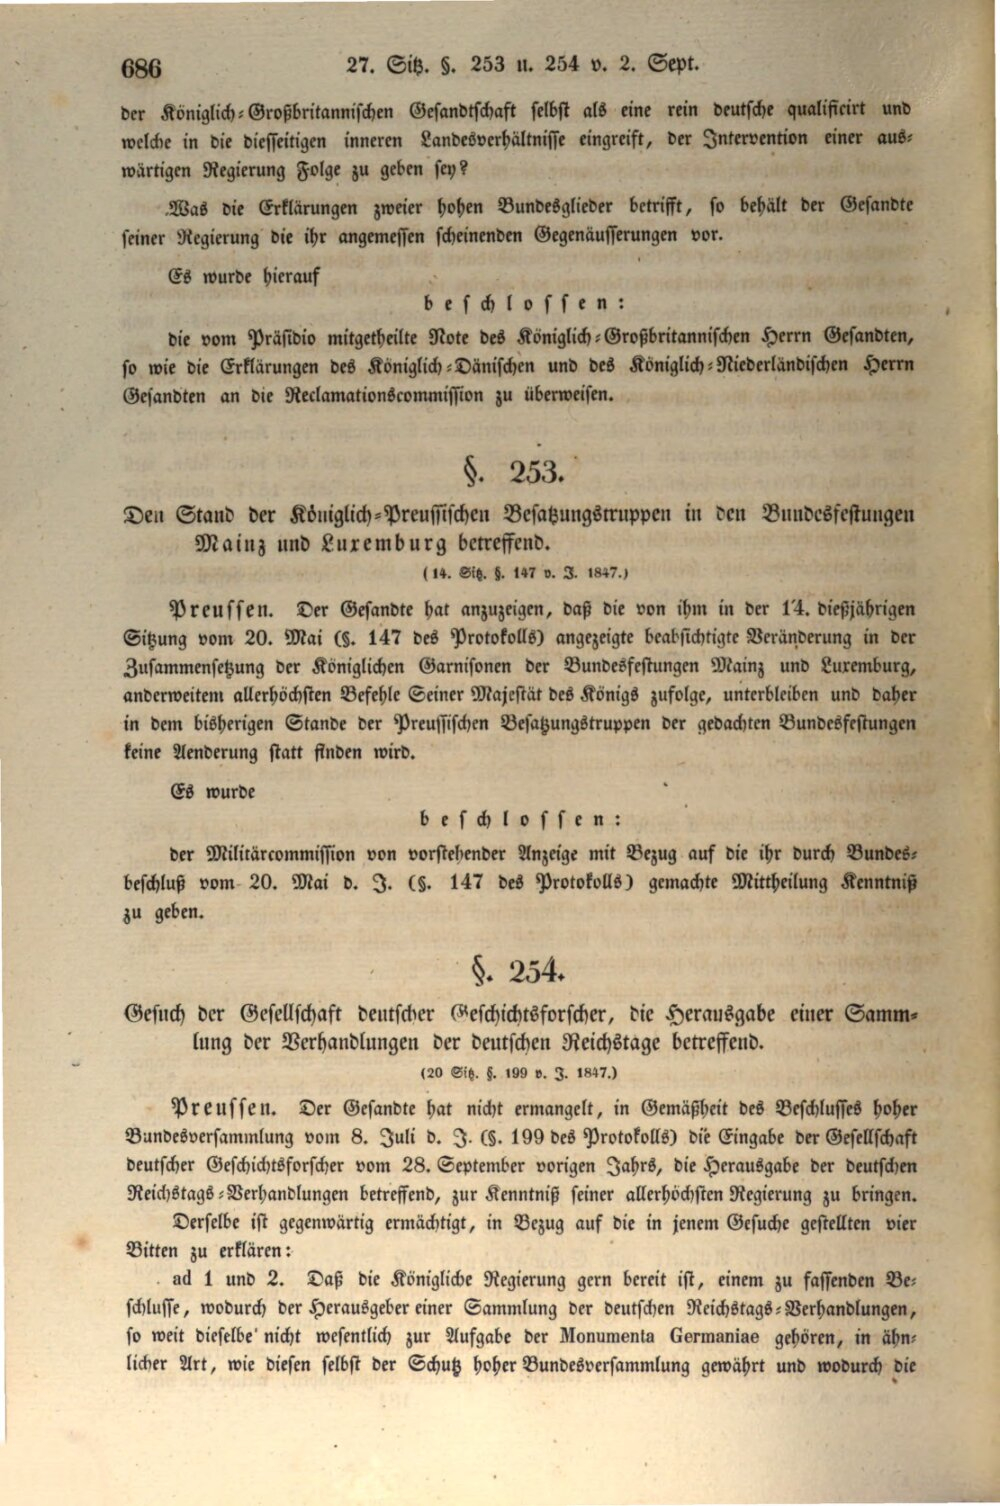 686
27. Sitz. §. 253 u. 254 v. 2. Sept.
der Königlich-Großbritannischen Gesandtschaft selbst als eine rein deutsche qualificirt und
welche in die diesseitigen inneren Landesverhältnisse eingreift, der Intervention einer aus-
wärtigen Regierung Folge zu geben sey?
Was die Erklärungen zweier hohen Bundesglieder betrifft, so behält der Gesandte
seiner Regierung die ihr angemessen scheinenden Gegenäusserungen vor.
Es wurde hierauf
beschlossen:
die vom Präsidio mitgetheilte Note des Königlich-Großbritannischen Herrn Gesandten,
so wie die Erklärungen des Königlich-Dänischen und des Königlich-Niederländischen Herrn
Gesandten an die Reclamationscommission zu überweisen.
§. 253.
Den Stand der Königlich-Preussischen Besatzungstruppen in den Bundesfestungen
Mainz und Luxemburg betreffend.
(14. Sitz. §. 147 v. J. 1847.)
Preussen. Der Gesandte hat anzuzeigen, daß die von ihm in der 14. dießjährigen
Sitzung vom 20. Mai (§. 147 des Protokolls) angezeigte beabsichtigte Veränderung in der
Zusammensetzung der Königlichen Garnisonen der Bundesfestungen Mainz und Luxemburg,
anderweitem allerhöchsten Befehle Seiner Majestät des Königs zufolge, unterbleiben und daher
in dem bisherigen Stande der Preussischen Besatzungstruppen der gedachten Bundesfestungen
keine Aenderung statt finden wird.
Es wurde
beschlossen:
der Militärcommission von vorstehender Anzeige mit Bezug auf die ihr durch Bundes-
beschluß vom 20. Mai d. J. (§. 147 des Protokolls) gemachte Mittheilung Kenntniß
zu geben.
§. 254.
Gesuch der Gesellschaft deutscher Geschichtsforscher, die Herausgabe einer Samm-
lung der Verhandlungen der deutschen Reichstage betreffend.
(20 Sitz. §. 199 v. J. 1847.)
Preussen. Der Gesandte hat nicht ermangelt, in Gemäßheit des Beschlusses hoher
Bundesversammlung vom 8. Juli d. J. (§. 199 des Protokolls) die Eingabe der Gesellschaft
deutscher Geschichtsforscher vom 28. September vorigen Jahrs, die Herausgabe der deutschen
Reichstags-Verhandlungen betreffend, zur Kenntniß seiner allerhöchsten Regierung zu bringen.
Derselbe ist gegenwärtig ermächtigt, in Bezug auf die in jenem Gesuche gestellten vier
Bitten zu erklären:
ad 1 und 2. Daß die Königliche Regierung gern bereit ist, einem zu fassenden Be-
schlusse, wodurch der Herausgeber einer Sammlung der deutschen Reichstags-Verhandlungen,
so weit dieselbe nicht wesentlich zur Aufgabe der Monumenta Germaniae gehören, in ähn-
licher Art, wie diesen selbst der Schutz hoher Bundesversammlung gewährt und wodurch die